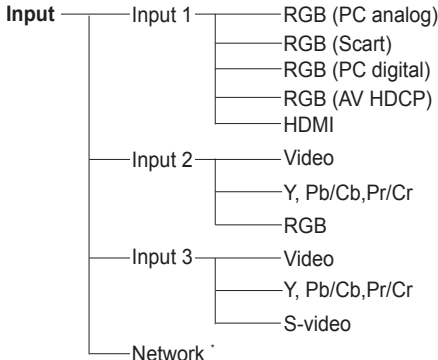 Input
Input 1
RGB (PC analog)
RGB (Scart)
RGB (PC digital)
RGB (AV HDCP)
HDMI
Input 2
Video
Y, Pb/Cb,Pr/Cr
RGB
Input 3
Video
Y, Pb/Cb,Pr/Cr
S-video
Network *